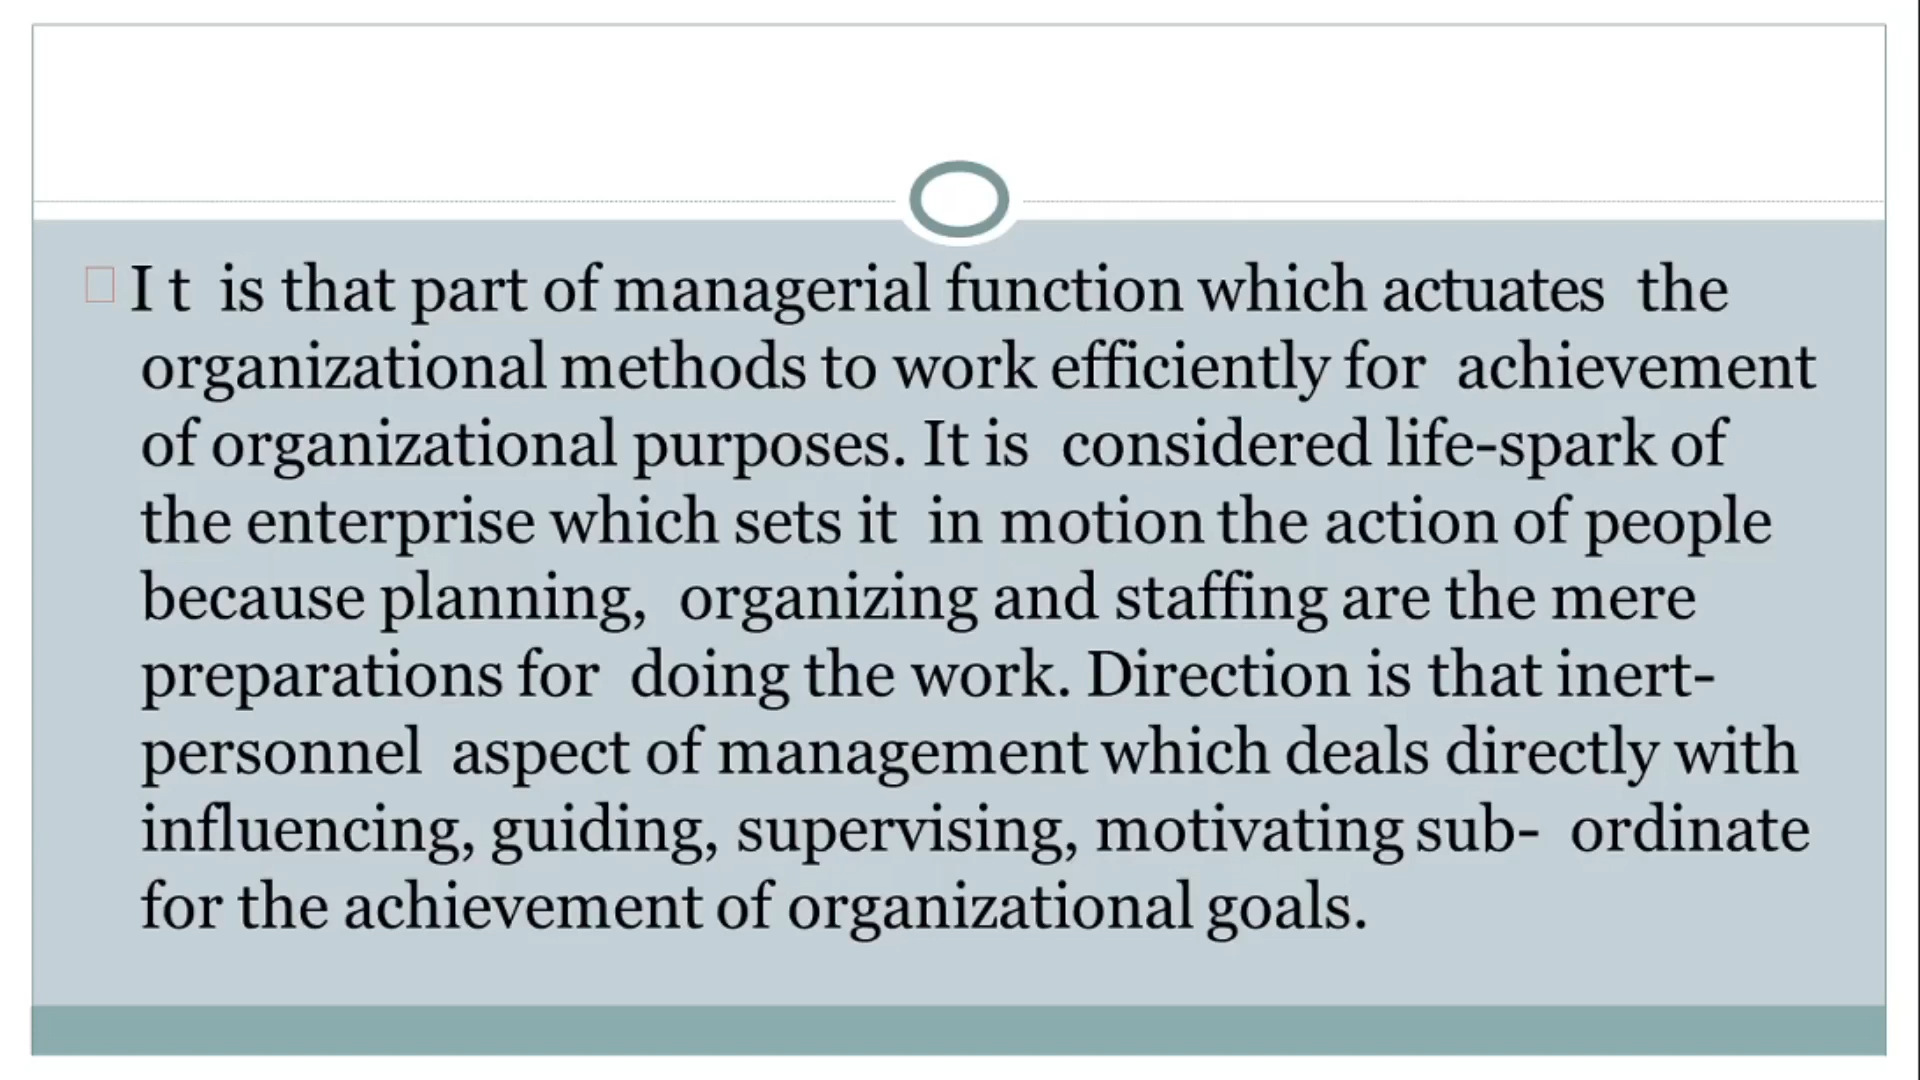 I t is that part of managerial function which actuates the
organizational methods to work efficiently for achievement
of organizational purposes. It is considered life-spark of
the enterprise which sets it in motion the action of people
because planning, organizing and staffing are the mere
preparations for doing the work. Direction is that inert-
personnel aspect of management which deals directly with
influencing, guiding, supervising, motivating sub- ordinate
for the achievement of organizational goals.